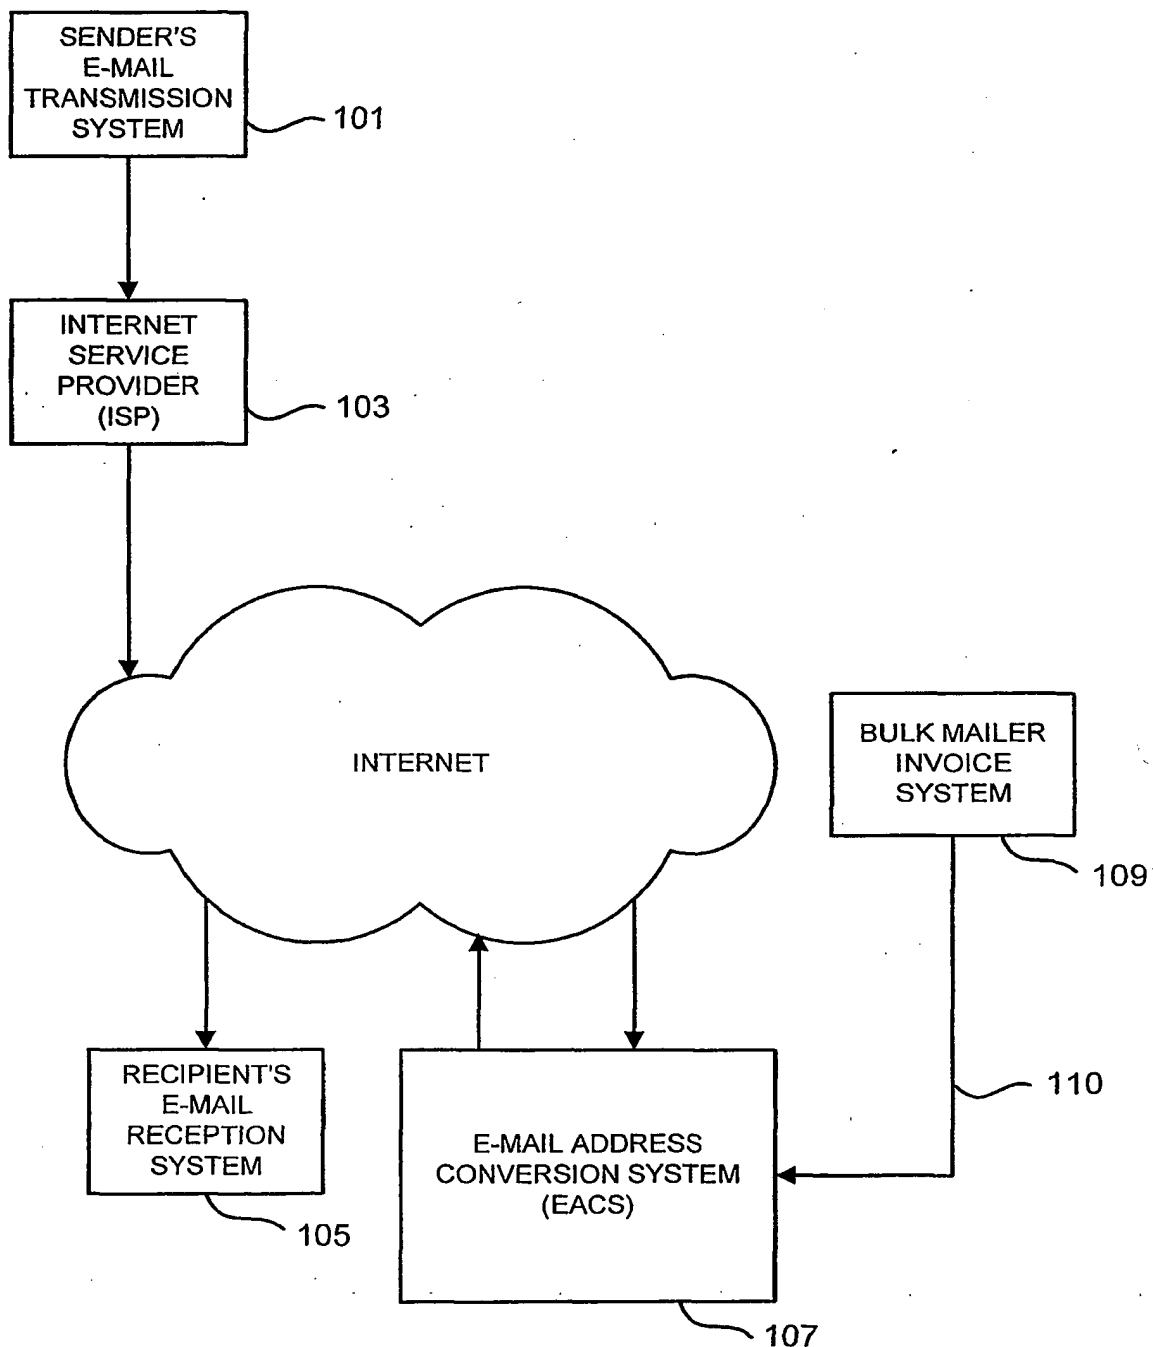 SENDER'S
E-MAIL
TRANSMISSION
SYSTEM
101
INTERNET
SERVICE
PROVIDER
(ISP)
103
INTERNET
BULK MAILER
INVOICE
SYSTEM
109
RECIPIENT'S
E-MAIL
RECEPTION
SYSTEM
105
E-MAIL ADDRESS
CONVERSION SYSTEM
(EACS)
107
110